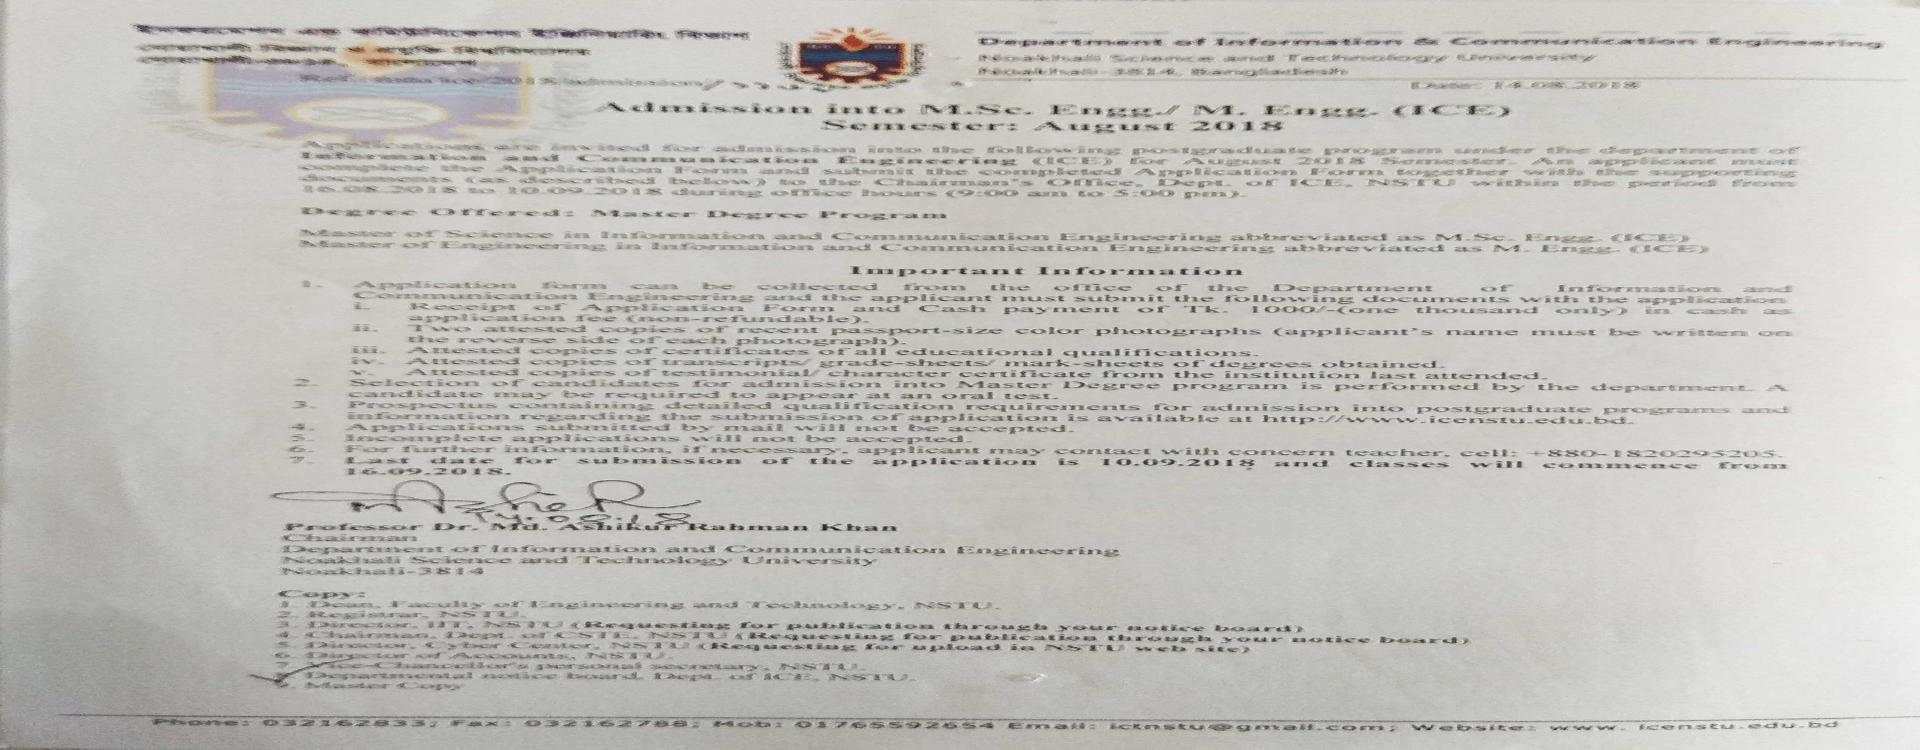 ইনফরমেশন এন্ড কমিউনিকেশন ইঞ্জিনিয়ারিং বিভাগ
নোয়াখালী বিজ্ঞান ও প্রযুক্তি বিশ্ববিদ্যালয়
Department of Information & Communication Engineering
Noakhali Science and Technology University
Noakhali-3814, Bangladesh
Date: 14.08.2018
Admission into M.Sc. Engg./ M. Engg. (ICE)
Semester: August 2018
Applications are invited for admission into the following postgraduate program under the department of
Information and Communication Engineering (ICE) for August 2018 Semester. An applicant must
complete the Application Form and submit the completed Application Form together with the supporting
documents (as described below) to the Chairman's Office, Dept. of ICE, NSTU within the period from
16.08.2018 to 10.09.2018 during office hours (9:00 am to 5:00 pm).
Degree Offered: Master Degree Program
Master of Science in Information and Communication Engineering abbreviated as M.Sc. Engg. (ICE)
Master of Engineering in Information and Communication Engineering abbreviated as M. Engg. (ICE)
Important Information
1. Application form can be collected from the office of the Department of Information and
Communication Engineering and the applicant must submit the following documents with the application
i. Receipt of Application Form and Cash payment of Tk. 1000/-(one thousand only) in cash as
application fee (non-refundable).
ii. Two attested copies of recent passport-size color photographs (applicant's name must be written on
the reverse side of each photograph).
iii. Attested copies of certificates of all educational qualifications.
iv. Attested copies of transcripts/ grade-sheets/ mark-sheets of degrees obtained.
v. Attested copies of testimonial/ character certificate from the institution last attended.
2. Selection of candidates for admission into Master Degree program is performed by the department. A
candidate may be required to appear at an oral test.
3. Prospectus containing detailed qualification requirements for admission into postgraduate programs and
information regarding the submission of application is available at http://www.icenstu.edu.bd.
4. Applications submitted by mail will not be accepted.
5. Incomplete applications will not be accepted.
6. For further information, if necessary, applicant may contact with concern teacher, cell: +880-1820295205.
7. Last date for submission of the application is 10.09.2018 and classes will commence from
16.09.2018.
14.08.18
Professor Dr. Md. Ashikur Rahman Khan
Chairman
Department of Information and Communication Engineering
Noakhali Science and Technology University
Noakhali-3814
Copy:
1. Dean, Faculty of Engineering and Technology, NSTU.
2. Registrar, NSTU.
3. Director, IIT, NSTU (Requesting for publication through your notice board)
4. Chairman, Dept. of CSTE, NSTU (Requesting for publication through your notice board)
5. Director, Cyber Center, NSTU (Requesting for upload in NSTU web site)
6. Director of Accounts, NSTU.
7. Vice-Chancellor's personal secretary, NSTU.
8. Departmental notice board, Dept. of ICE, NSTU.
9. Master Copy
Phone: 032162833; Fax: 032162788; Mob: 01765592654 Email: ictnstu@gmail.com; Website: www. icenstu.edu.bd